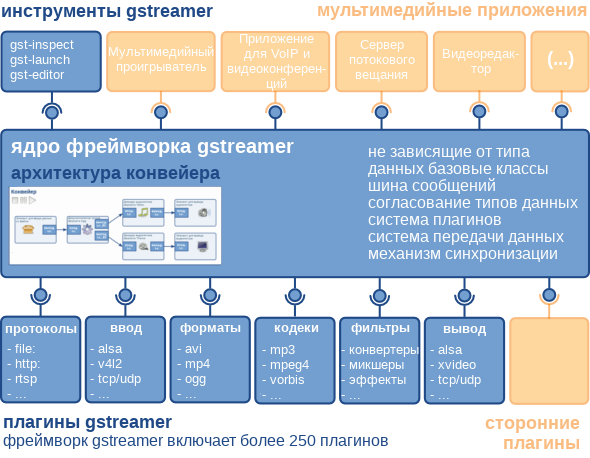 инструменты gstreamer
мультимедийные приложения
gst-inspect
gst-launch
gst-editor
Мультимедийный
проигрыватель
Приложение
для VoIP и
видеоконферен-
ций
Сервер
потокового
вещания
Видеоредак-
тор
(...)
ядро фреймворка gstreamer
архитектура конвейера
Конвейер
не зависящие от типа
данных базовые классы
шина сообщений
согласование типов данных
система плагинов
система передачи данных
механизм синхронизации
протоколы
- file:
- http:
- rtsp
- ...
ввод
- alsa
- v4l2
- tcp/udp
- ...
форматы
- avi
- mp4
- ogg
- ...
кодеки
- mp3
- mpeg4
- vorbis
- ...
фильтры
- конвертеры
- микшеры
- эффекты
- ...
вывод
- alsa
- xvideo
- tcp/udp
- ...
плагины gstreamer
фреймворк gstreamer включает более 250 плагинов
сторонние
плагины